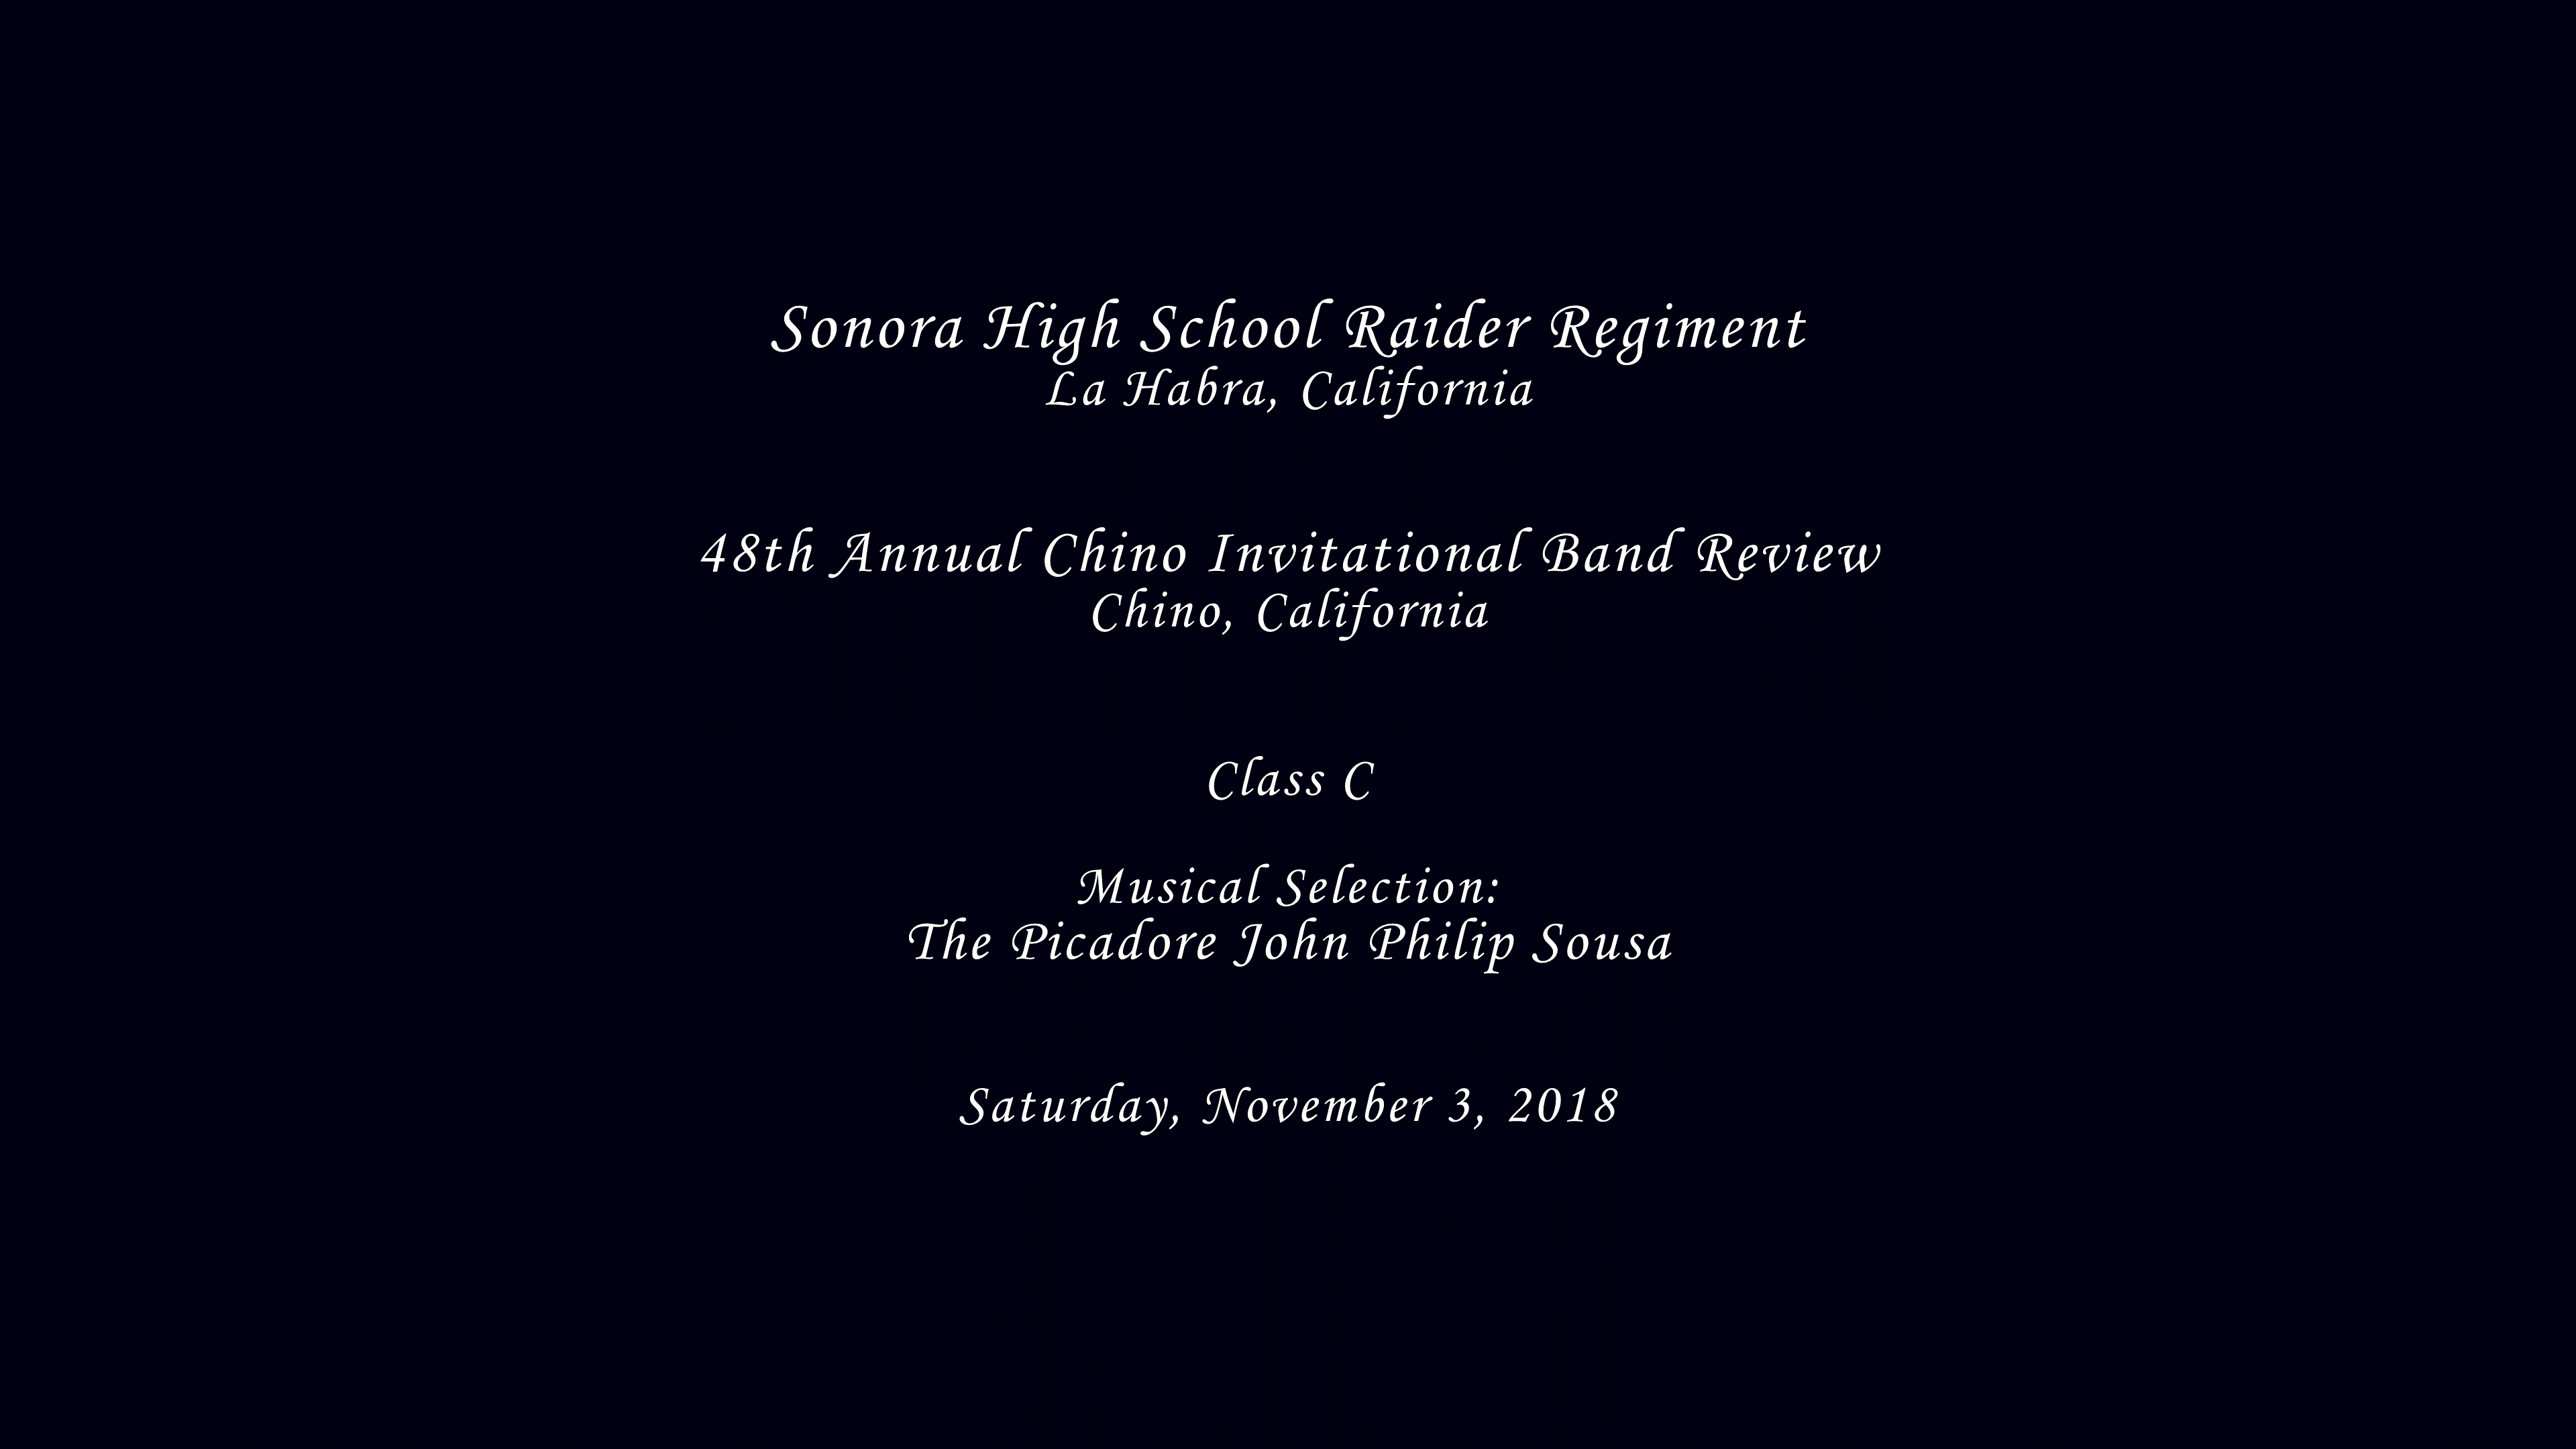 Sonora High School Raider Regiment
La Habra, California
48th Annual Chino Invitational Band Review
Chino, California
Class C
Musical Selection:
The Picadore John Philip Sousa
Saturday, November 3, 2018